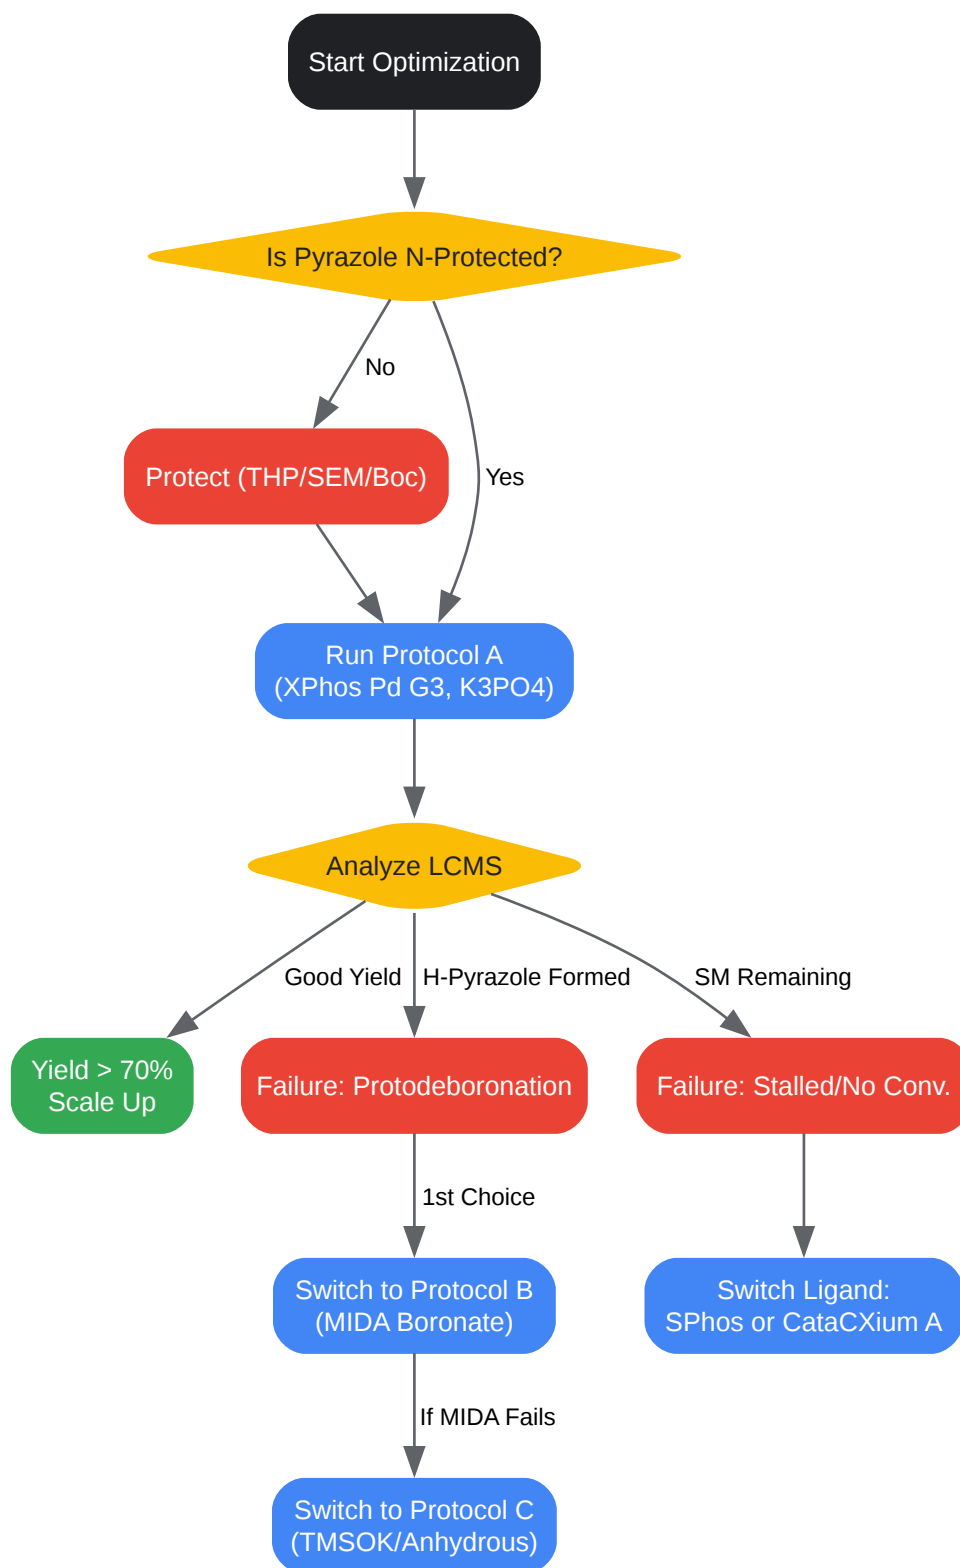 Start Optimization
Is Pyrazole N-Protected?
No
Protect (THP/SEM/Boc)
Yes
Run Protocol A
(XPhos Pd G3, K3PO4)
Analyze LCMS
Good Yield
H-Pyrazole Formed
SM Remaining
Yield > 70%
Scale Up
Failure: Protodeboronation
Failure: Stalled/No Conv.
1st Choice
Switch to Protocol B
(MIDA Boronate)
Switch Ligand:
SPhos or CataCXium A
If MIDA Fails
Switch to Protocol C
(TMSOK/Anhydrous)